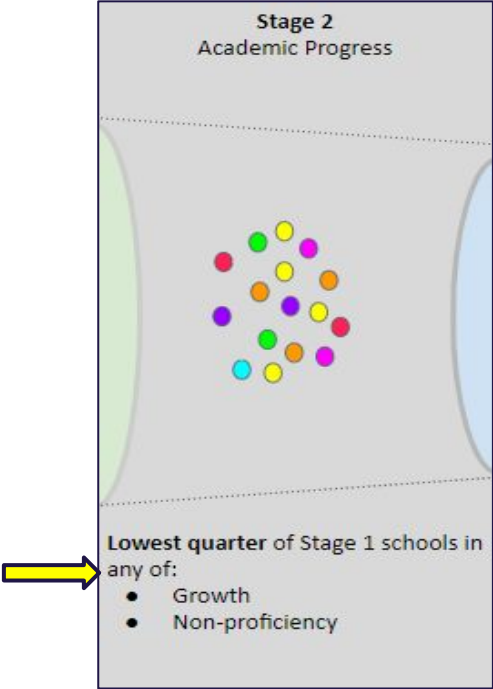 Stage 2
Academic Progress
Lowest quarter of Stage 1 schools in
any of:
● Growth
● Non-proficiency